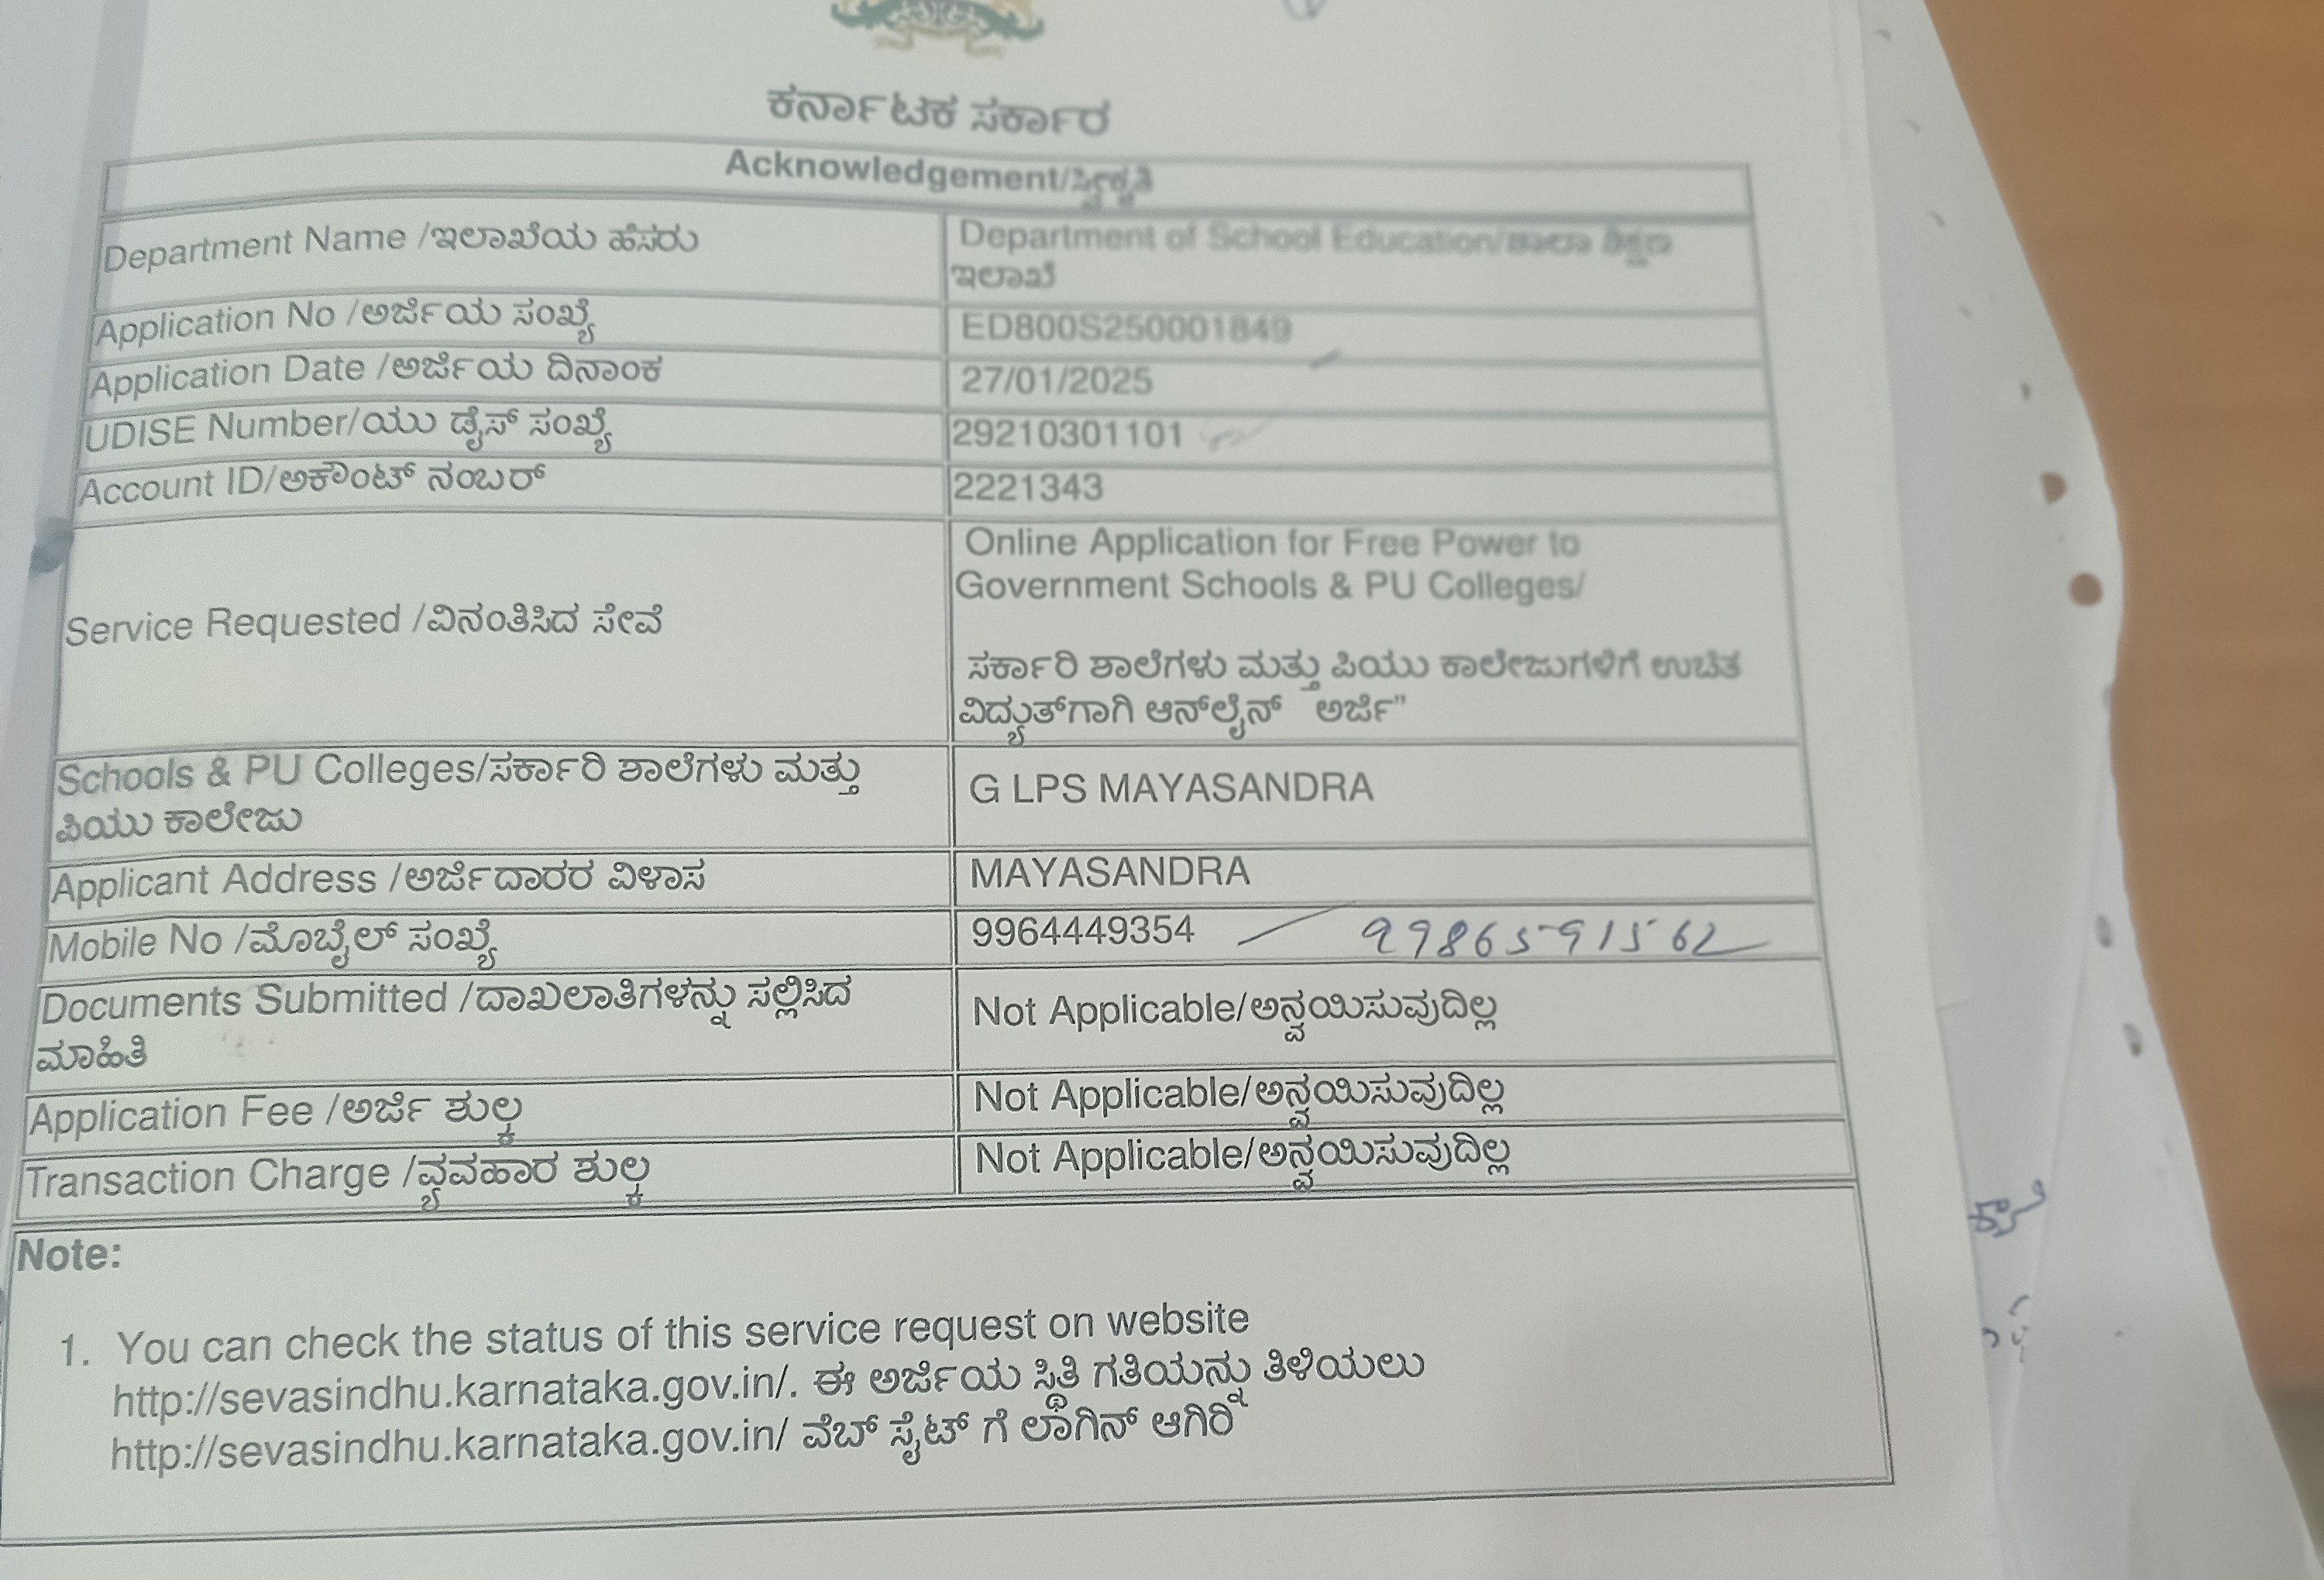 ಕರ್ನಾಟಕ ಸರ್ಕಾರ
Acknowledgement/ಸ್ವೀಕೃತಿ
Department Name /ಇಲಾಖೆಯ ಹೆಸರು
Department of School Education/ಶಾಲಾ ಶಿಕ್ಷಣ
ಇಲಾಖೆ
Application No /ಅರ್ಜಿಯ ಸಂಖ್ಯೆ ED800S250001849
Application Date /ಅರ್ಜಿಯ ದಿನಾಂಕ 27/01/2025
UDISE Number/ಯು ಡೈಸ್ ಸಂಖ್ಯೆ 29210301101
Account ID/ಅಕೌಂಟ್ ನಂಬರ್ 2221343
Service Requested /ವಿನಂತಿಸಿದ ಸೇವೆ
Online Application for Free Power to
Government Schools & PU Colleges/
ಸರ್ಕಾರಿ ಶಾಲೆಗಳು ಮತ್ತು ಪಿಯು ಕಾಲೇಜುಗಳಿಗೆ ಉಚಿತ
ವಿದ್ಯುತ್‌ಗಾಗಿ ಆನ್‌ಲೈನ್ ಅರ್ಜಿ”
Schools & PU Colleges/ಸರ್ಕಾರಿ ಶಾಲೆಗಳು ಮತ್ತು
ಪಿಯು ಕಾಲೇಜು
G LPS MAYASANDRA
Applicant Address /ಅರ್ಜಿದಾರರ ವಿಳಾಸ MAYASANDRA
Mobile No /ಮೊಬೈಲ್ ಸಂಖ್ಯೆ 9964449354 9986591562
Documents Submitted /ದಾಖಲಾತಿಗಳನ್ನು ಸಲ್ಲಿಸಿದ
ಮಾಹಿತಿ
Not Applicable/ಅನ್ವಯಿಸುವುದಿಲ್ಲ
Application Fee /ಅರ್ಜಿ ಶುಲ್ಕ Not Applicable/ಅನ್ವಯಿಸುವುದಿಲ್ಲ
Transaction Charge /ವ್ಯವಹಾರ ಶುಲ್ಕ Not Applicable/ಅನ್ವಯಿಸುವುದಿಲ್ಲ
Note:
1. You can check the status of this service request on website
http://sevasindhu.karnataka.gov.in/. ಈ ಅರ್ಜಿಯ ಸ್ಥಿತಿ ಗತಿಯನ್ನು ತಿಳಿಯಲು
http://sevasindhu.karnataka.gov.in/ ವೆಬ್ ಸೈಟ್ ಗೆ ಲಾಗಿನ್ ಆಗಿರಿ